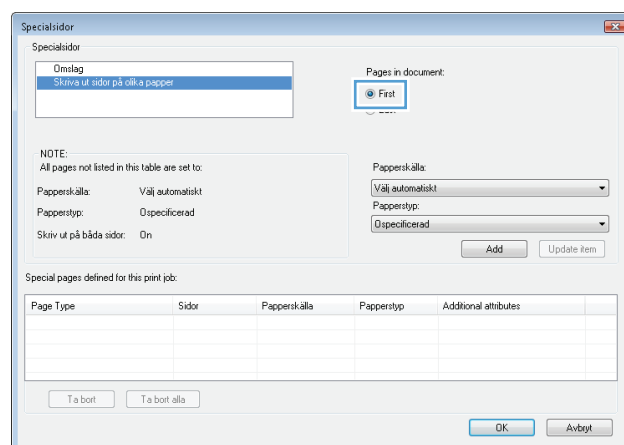 Specialsidor
Specialsidor
Omslag
Skriva ut sidor på olika papper
Pages in document:
First
NOTE:
All pages not listed in this table are set to:
Papperskälla: Välj automatiskt
Papperstyp: Ospecificerad
Skriv ut på båda sidor: On
Papperskälla:
Välj automatiskt
Papperstyp:
Ospecificerad
Add Update item
Special pages defined for this print job:
Page Type Sidor Papperskälla Papperstyp Additional attributes
Ta bort Ta bort alla
OK Avbryt